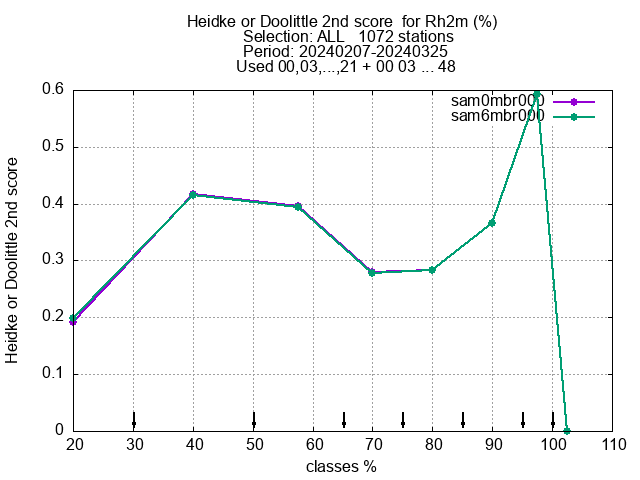 Heidke or Doolittle 2nd score  for Rh2m (%)
Selection: ALL   1072 stations
Period: 20240207-20240325
Used 00,03,...,21 + 00 03 ... 48
sam0mbr000
sam6mbr000
Heidke or Doolittle 2nd score
0.6
0.5
0.4
0.3
0.2
0.1
0
20 30 40 50 60 70 80 90 100 110
classes %